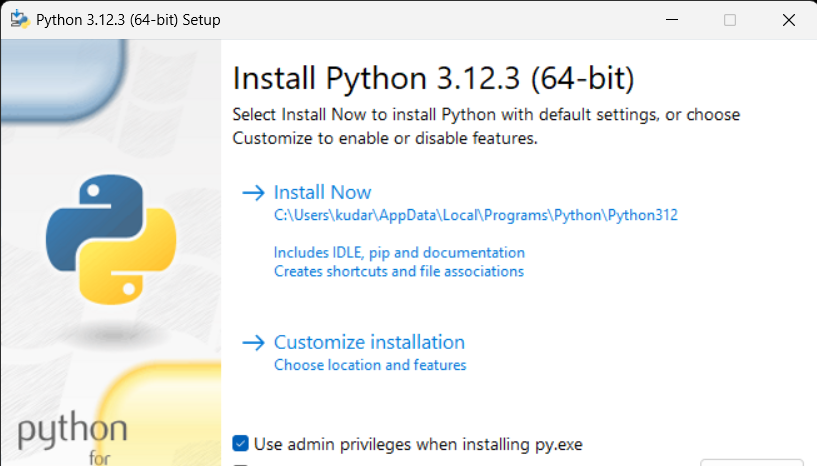 Python 3.12.3 (64-bit) Setup
Install Python 3.12.3 (64-bit)
Select Install Now to install Python with default settings, or choose
Customize to enable or disable features.
Install Now
C:\Users\kudar\AppData\Local\Programs\Python\Python312
Includes IDLE, pip and documentation
Creates shortcuts and file associations
Customize installation
Choose location and features
python
for
Use admin privileges when installing py.exe